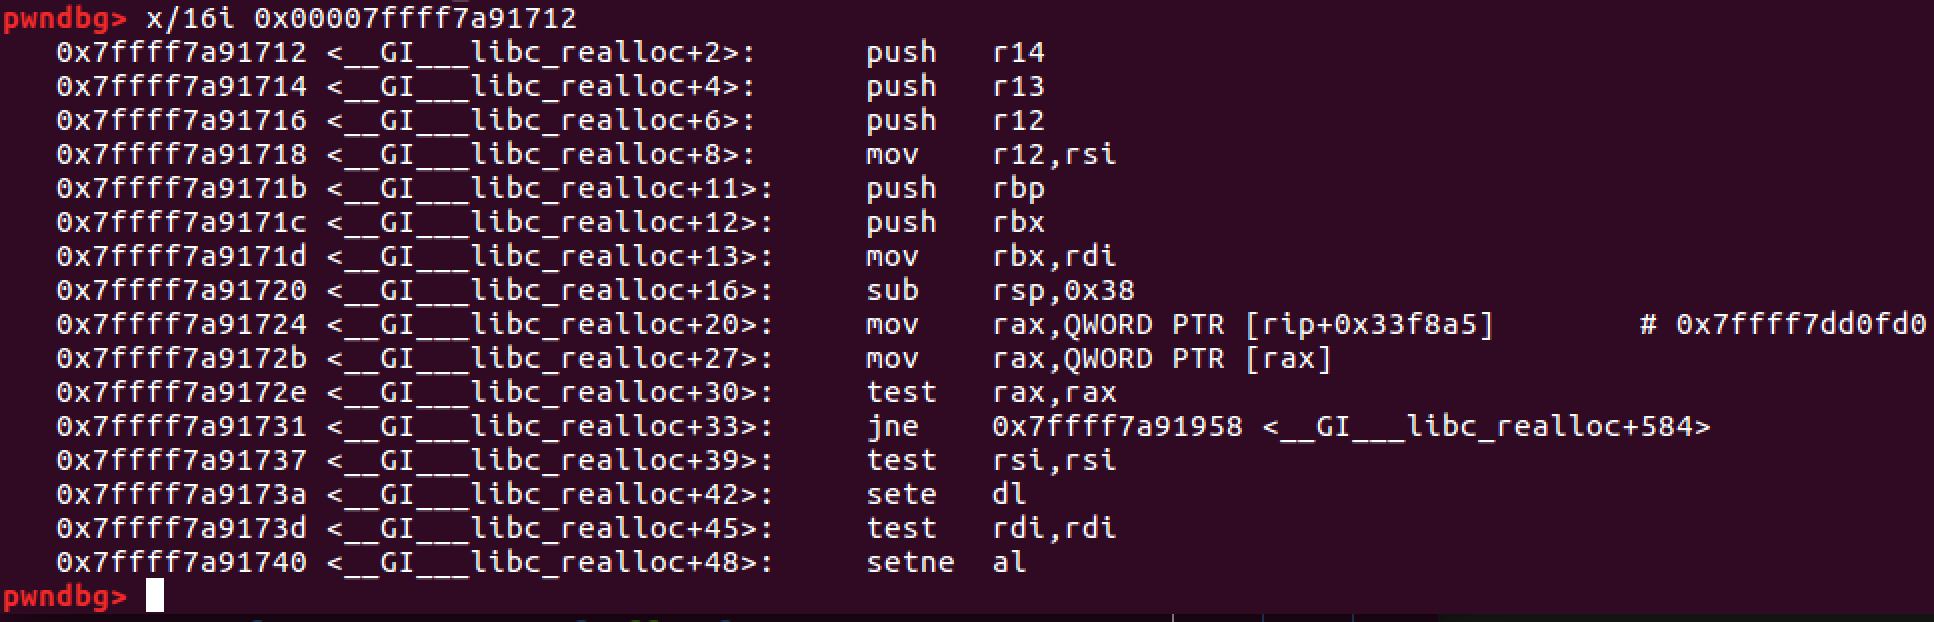 pwndbg> x/16i 0x00007ffff7a91712
0x7ffff7a91712 <__GI___libc_realloc+2>: push r14
0x7ffff7a91714 <__GI___libc_realloc+4>: push r13
0x7ffff7a91716 <__GI___libc_realloc+6>: push r12
0x7ffff7a91718 <__GI___libc_realloc+8>: mov r12,rsi
0x7ffff7a9171b <__GI___libc_realloc+11>: push rbp
0x7ffff7a9171c <__GI___libc_realloc+12>: push rbx
0x7ffff7a9171d <__GI___libc_realloc+13>: mov rbx,rdi
0x7ffff7a91720 <__GI___libc_realloc+16>: sub rsp,0x38
0x7ffff7a91724 <__GI___libc_realloc+20>: mov rax,QWORD PTR [rip+0x33f8a5] # 0x7ffff7dd0fd0
0x7ffff7a9172b <__GI___libc_realloc+27>: mov rax,QWORD PTR [rax]
0x7ffff7a9172e <__GI___libc_realloc+30>: test rax,rax
0x7ffff7a91731 <__GI___libc_realloc+33>: jne 0x7ffff7a91958 <__GI___libc_realloc+584>
0x7ffff7a91737 <__GI___libc_realloc+39>: test rsi,rsi
0x7ffff7a9173a <__GI___libc_realloc+42>: sete dl
0x7ffff7a9173d <__GI___libc_realloc+45>: test rdi,rdi
0x7ffff7a91740 <__GI___libc_realloc+48>: setne al
pwndbg>